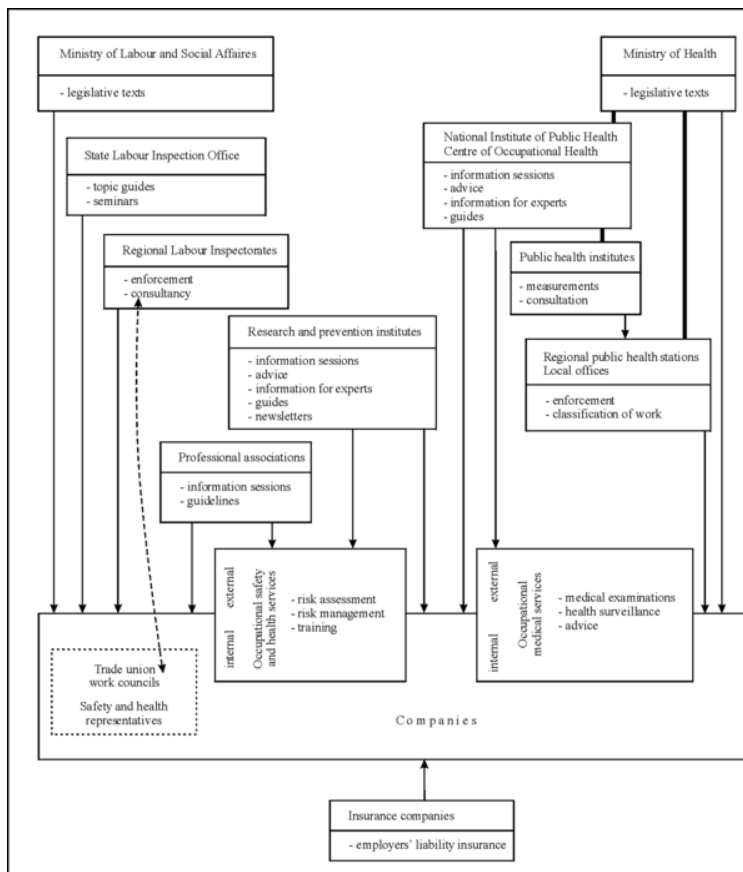 Ministry of Labour and Social Affaires
- legislative texts
Ministry of Health
- legislative texts
State Labour Inspection Office
- topic guides
- seminars
National Institute of Public Health
Centre of Occupational Health
- information sessions
- advice
- information for experts
- guides
Regional Labour Inspectorates
- enforcement
- consultancy
Public health institutes
- measurements
- consultation
Research and prevention institutes
- information sessions
- advice
- information for experts
- guides
- newsletters
Regional public health stations
Local offices
- enforcement
- classification of work
Professional associations
- information sessions
- guidelines
internal external
Occupational safety
and health services
- risk assessment
- risk management
- training
internal external
Occupational
medical services
- medical examinations
- health surveillance
- advice
Trade union
work councils
Safety and health
representatives
Companies
Insurance companies
- employers' liability insurance